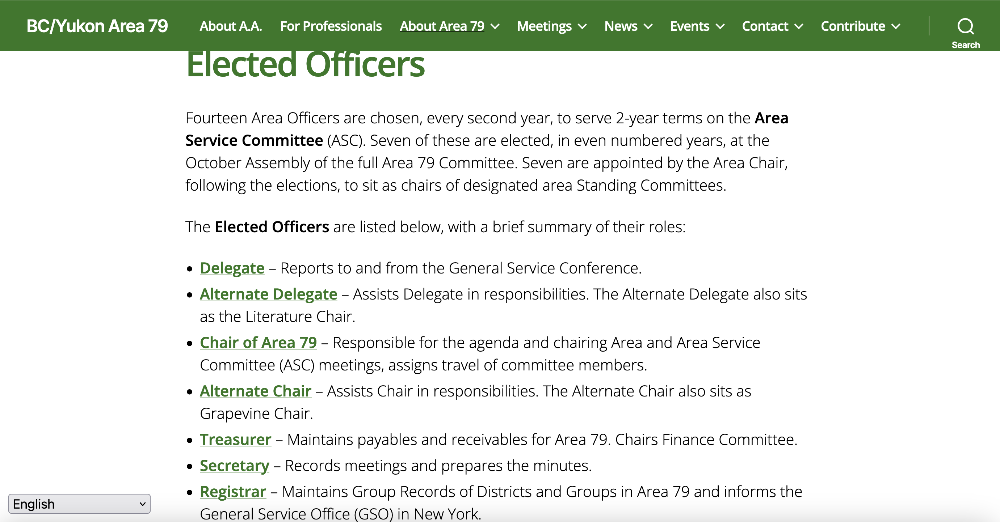 BC/Yukon Area 79
About A.A.
For Professionals
About Area 79
Meetings
News
Events
Contact
Contribute
Search
Elected Officers
Fourteen Area Officers are chosen, every second year, to serve 2-year terms on the Area
Service Committee (ASC). Seven of these are elected, in even numbered years, at the
October Assembly of the full Area 79 Committee. Seven are appointed by the Area Chair,
following the elections, to sit as chairs of designated area Standing Committees.
The Elected Officers are listed below, with a brief summary of their roles:
• Delegate – Reports to and from the General Service Conference.
• Alternate Delegate – Assists Delegate in responsibilities. The Alternate Delegate also sits
as the Literature Chair.
• Chair of Area 79 – Responsible for the agenda and chairing Area and Area Service
Committee (ASC) meetings, assigns travel of committee members.
• Alternate Chair – Assists Chair in responsibilities. The Alternate Chair also sits as
Grapevine Chair.
• Treasurer – Maintains payables and receivables for Area 79. Chairs Finance Committee.
• Secretary – Records meetings and prepares the minutes.
• Registrar – Maintains Group Records of Districts and Groups in Area 79 and informs the
General Service Office (GSO) in New York.
English